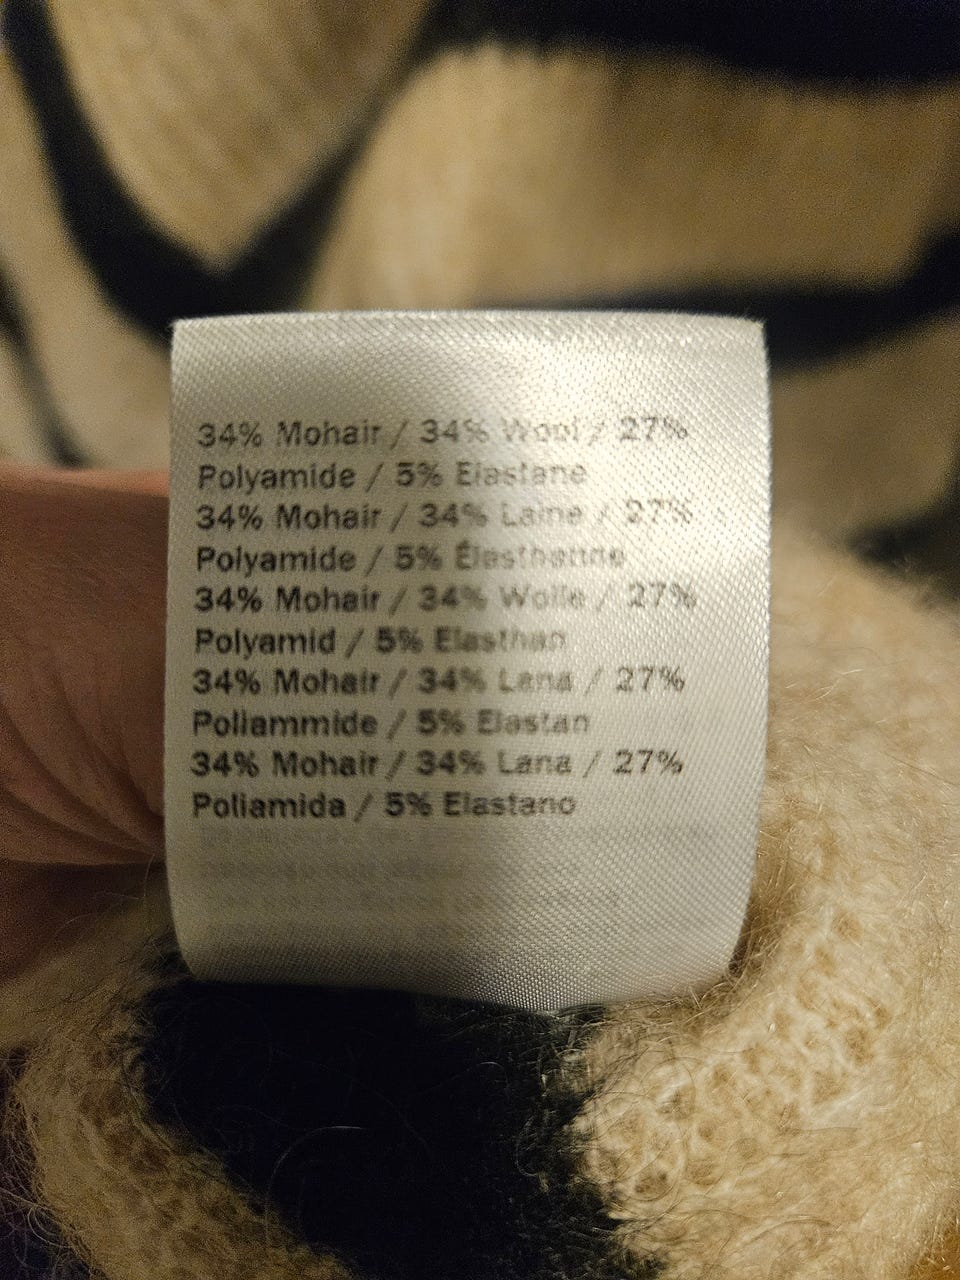 34% Mohair / 34% Wool / 27%
Polyamide / 5% Elastane
34% Mohair / 34% Laine / 27%
Polyamide / 5% Élasthanne
34% Mohair / 34% Wolle / 27%
Polyamid / 5% Elasthan
34% Mohair / 34% Lana / 27%
Poliammide / 5% Elastan
34% Mohair / 34% Lana / 27%
Poliamida / 5% Elastano